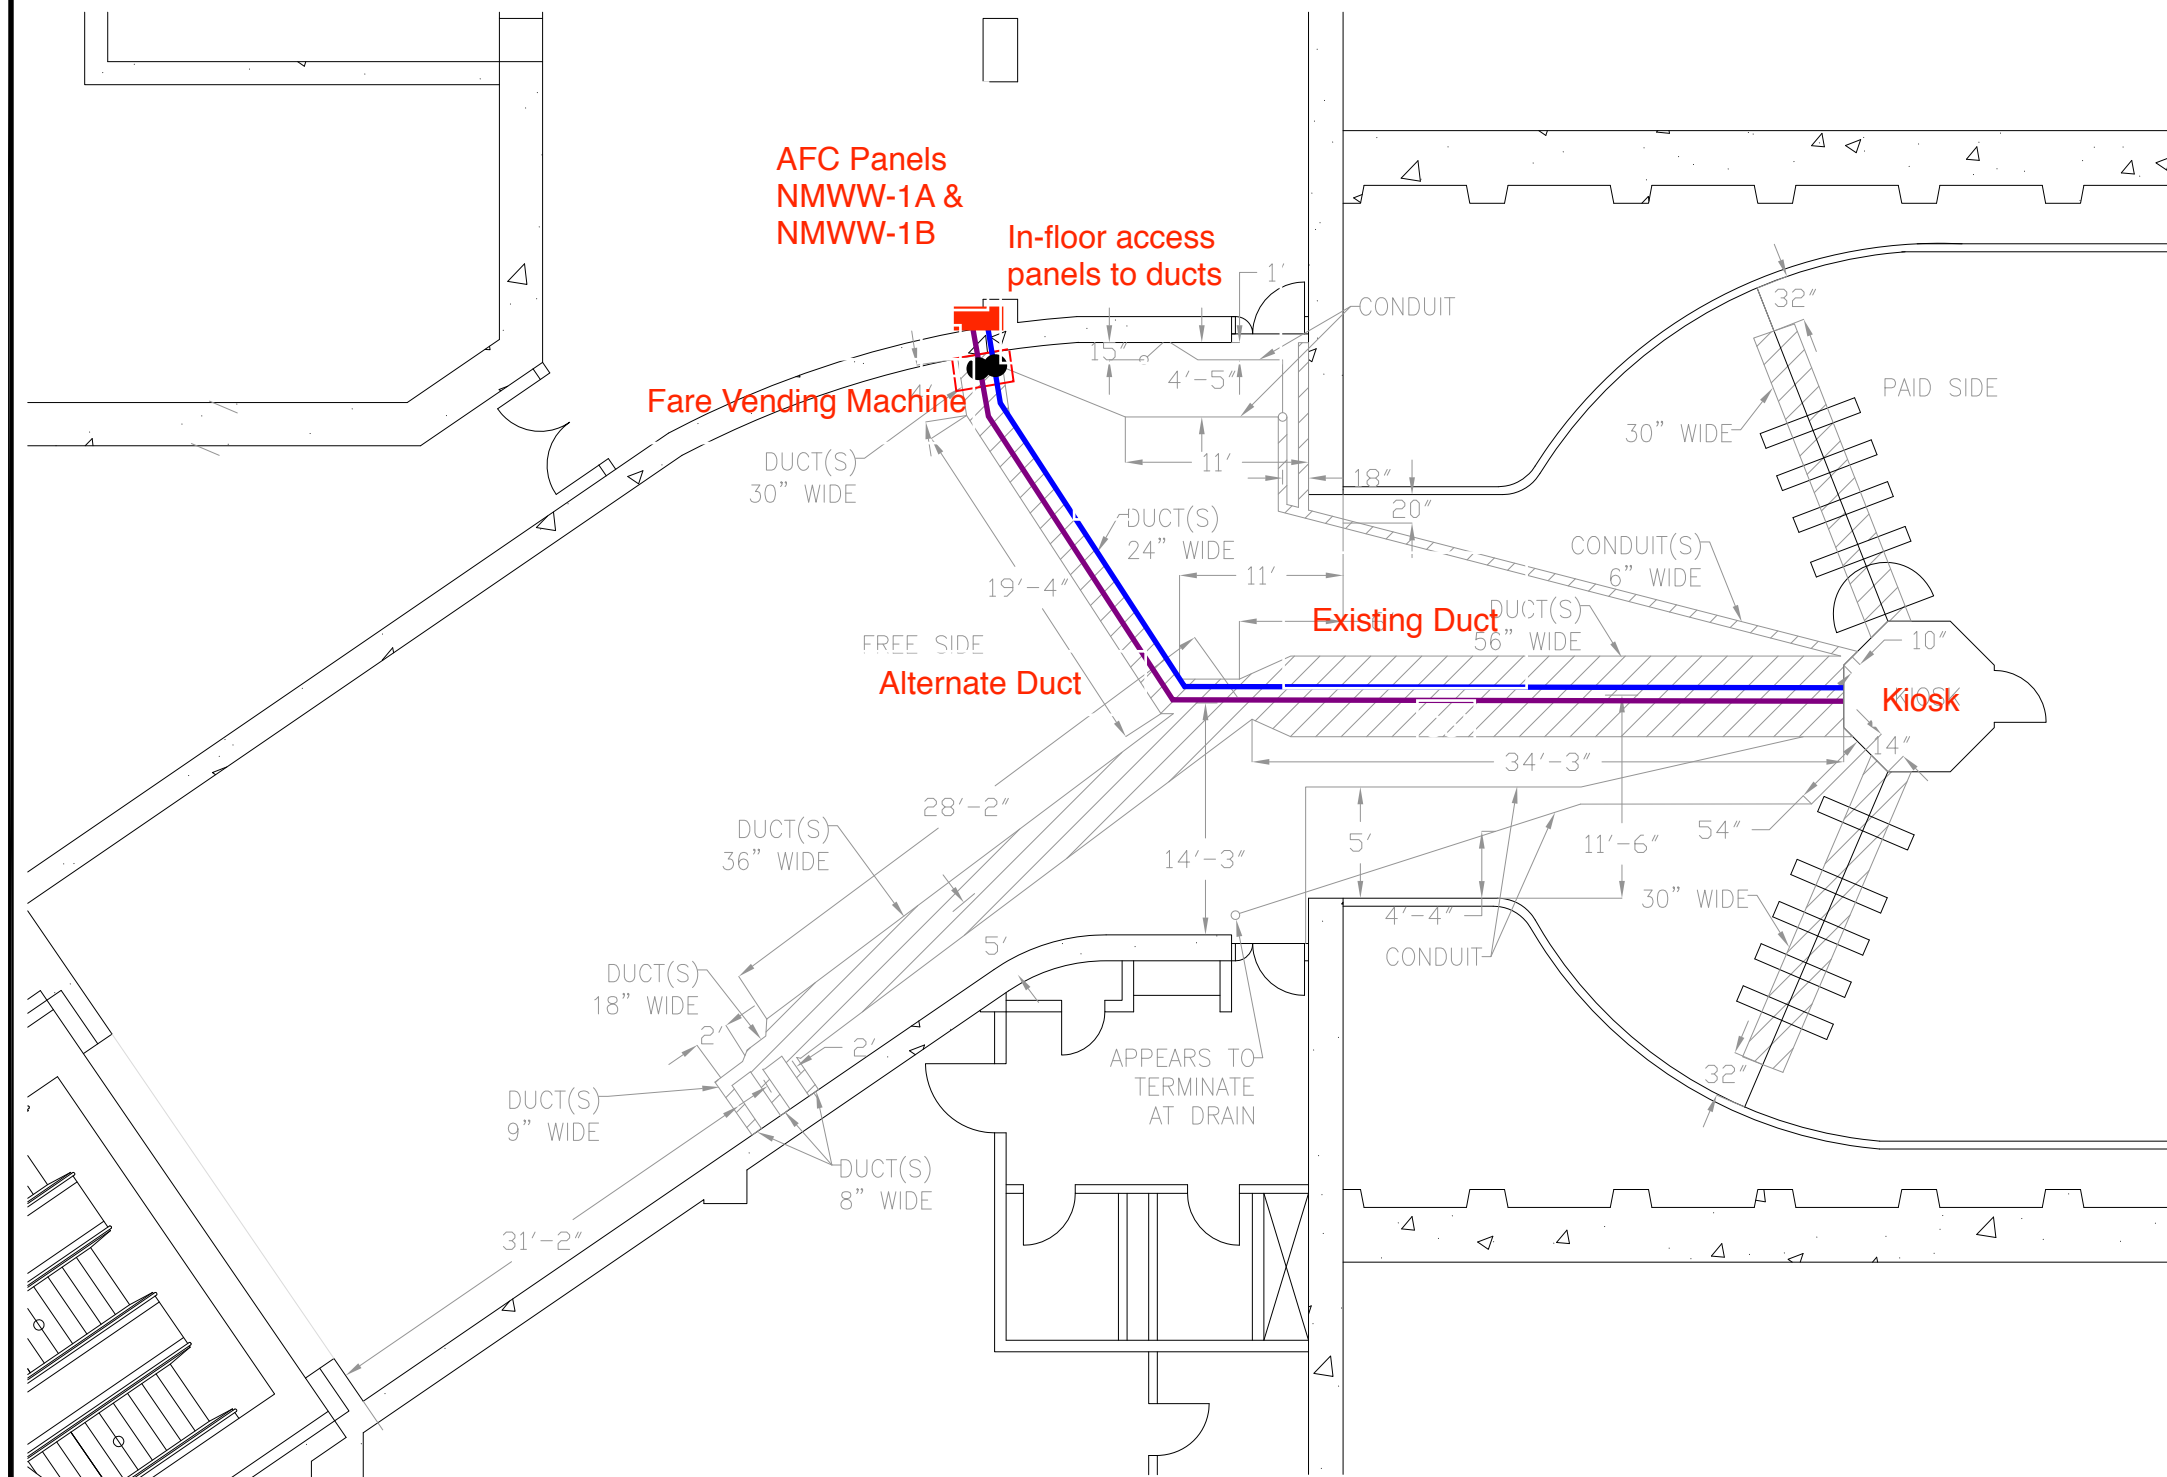 AFC Panels
NMWW-1A &
NMWW-1B
In-floor access
panels to ducts
1'
CONDUIT
32"
15"
4'-5"
4'
Fare Vending Machine
PAID SIDE
30" WIDE
DUCT(S)
30" WIDE
11'
18"
20"
DUCT(S)
24" WIDE
CONDUIT(S)
6" WIDE
19'-4"
11'
DUCT(S)
56" WIDE
Existing Duct
FREE SIDE
10"
Alternate Duct
Kiosk
KIOSK
14"
34'-3"
28'-2"
DUCT(S)
36" WIDE
14'-3"
5'
11'-6"
54"
30" WIDE
4'-4"
CONDUIT
5'
DUCT(S)
18" WIDE
2'
2'
APPEARS TO
TERMINATE
AT DRAIN
32"
DUCT(S)
9" WIDE
DUCT(S)
8" WIDE
31'-2"